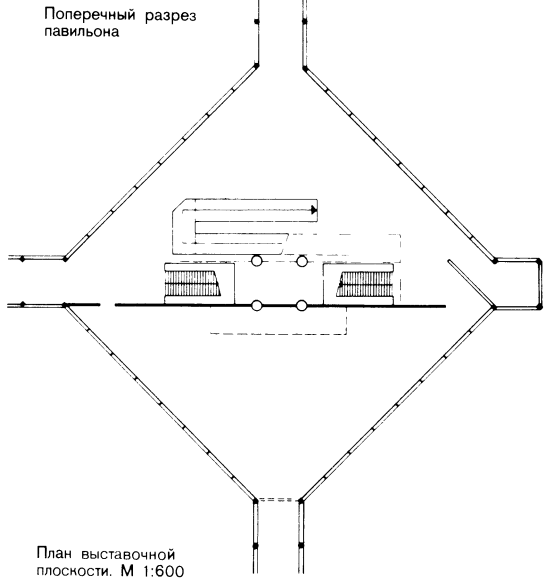 Поперечный разрез
павильона
План выставочной
плоскости. М 1:600